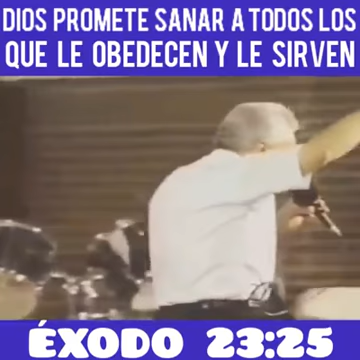 DIOS PROMETE SANAR A TODOS LOS
QUE LE OBEDECEN Y LE SIRVEN
ÉXODO 23:25